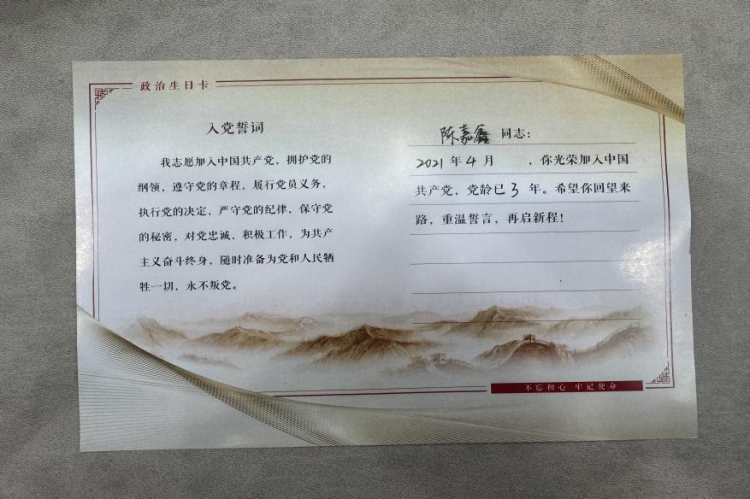 政治生日卡
入党誓词
我志愿加入中国共产党，拥护党的
纲领，遵守党的章程，履行党员义务，
执行党的决定，严守党的纪律，保守党
的秘密，对党忠诚，积极工作，为共产
主义奋斗终身，随时准备为党和人民牺
牲一切，永不叛党。
陈嘉鑫 同志：
2021 年 4 月 ，你光荣加入中国
共产党，党龄已 3 年。希望你回望来
路，重温誓言，再启新程！
不忘初心 牢记使命